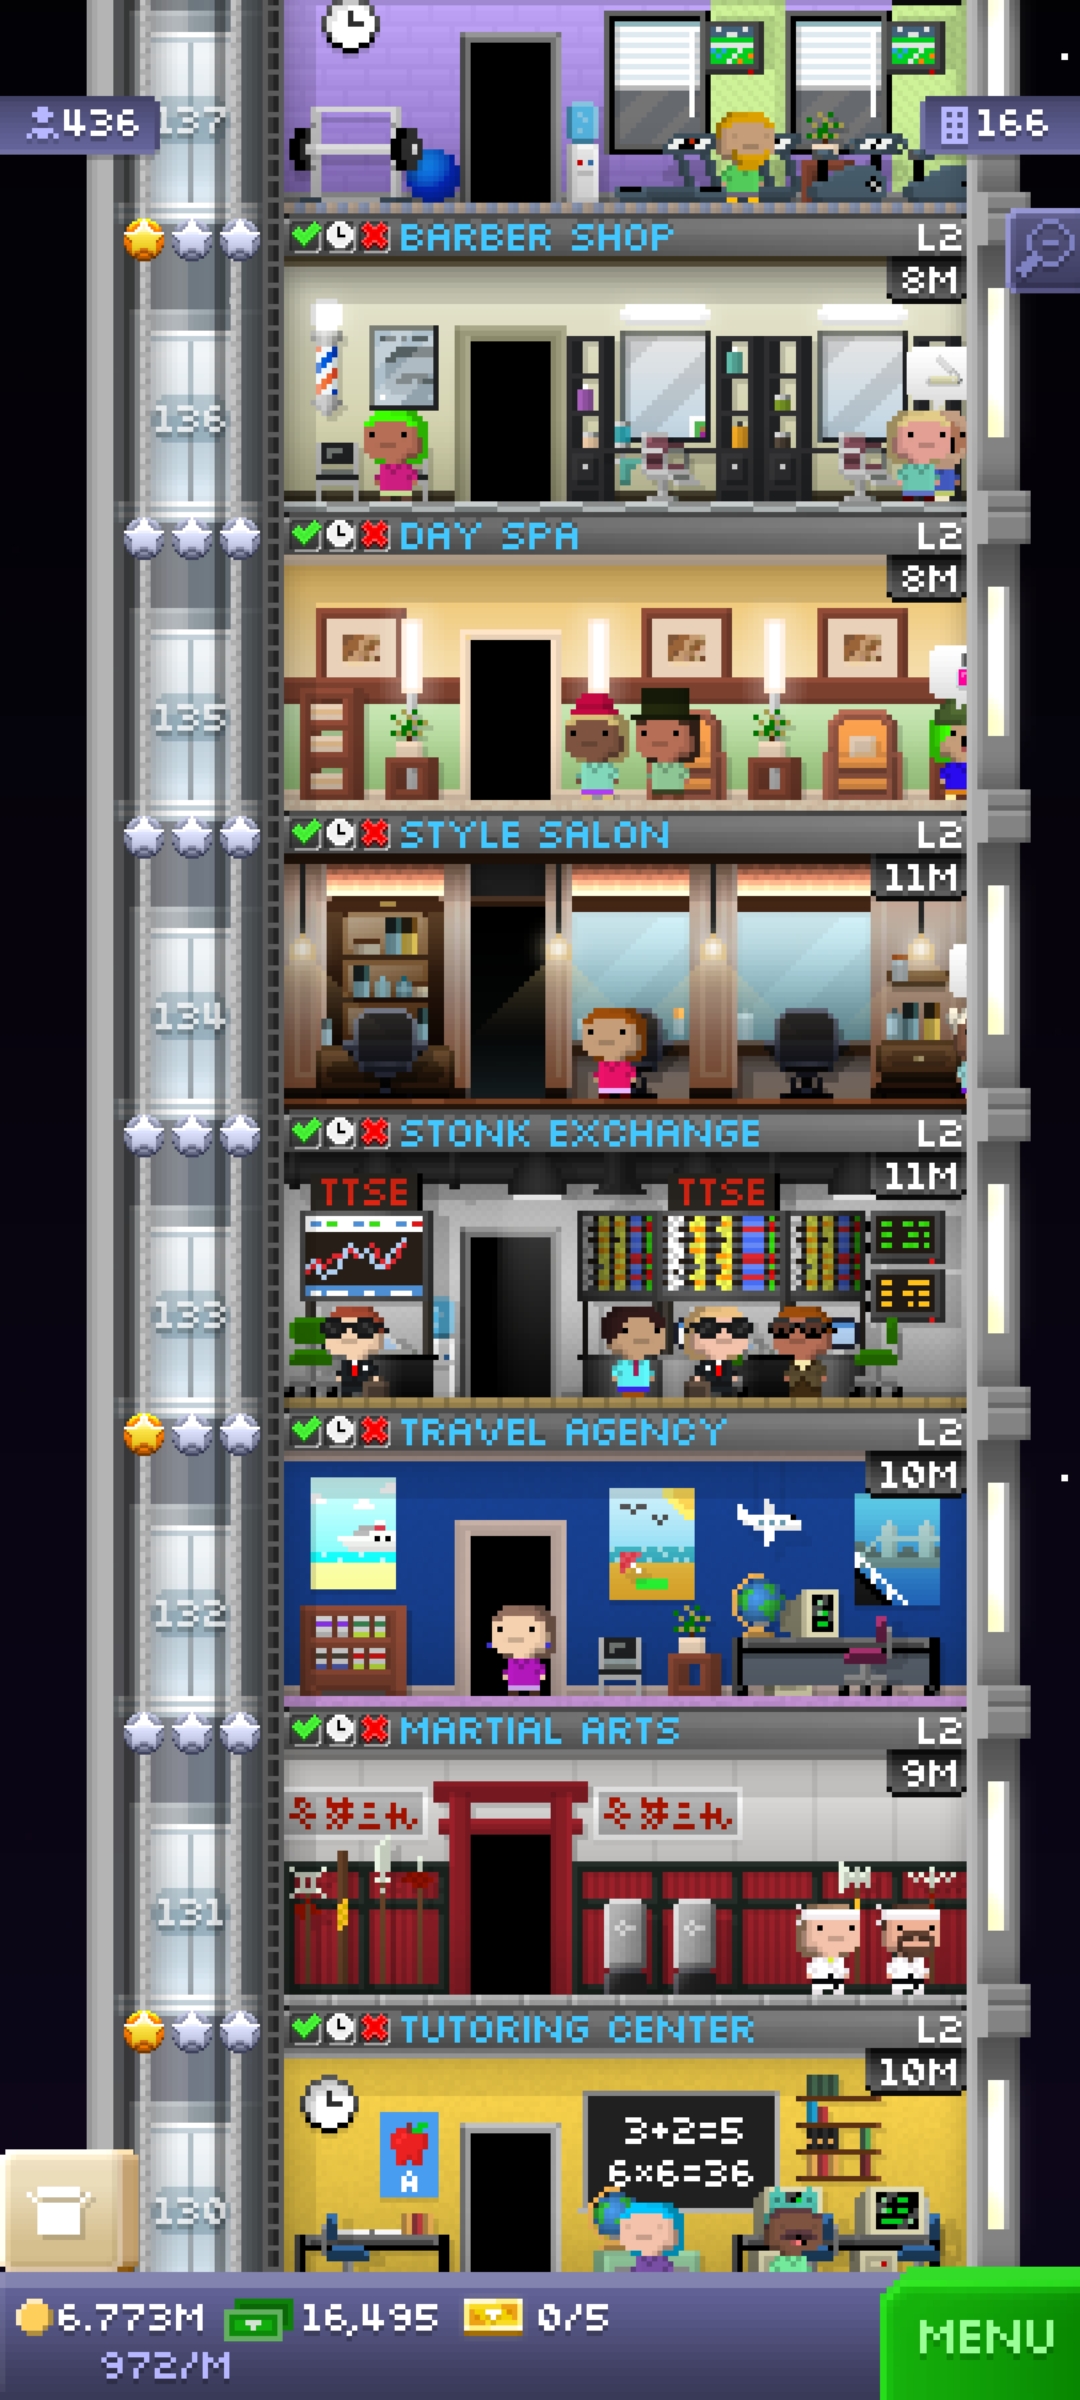 436
137
166
BARBER SHOP L2
8M
136
DAY SPA L2
8M
135
STYLE SALON L2
11M
134
STONK EXCHANGE L2
11M
TTSE TTSE
133
TRAVEL AGENCY L2
10M
132
MARTIAL ARTS L2
9M
131
TUTORING CENTER L2
10M
3+2=5
6×6=36
A
130
6.773M 16,495 0/5
972/M
MENU